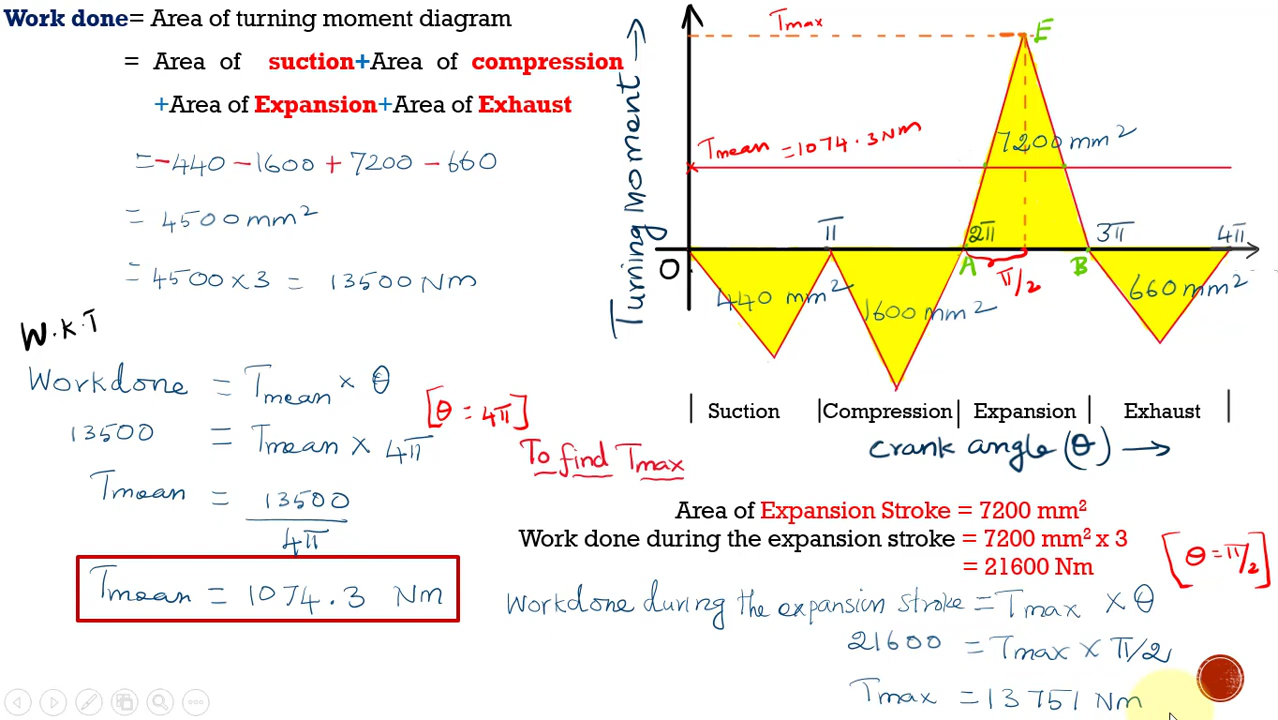 Work done= Area of turning moment diagram
= Area of suction+Area of compression
+Area of Expansion+Area of Exhaust
= -440 -1600 + 7200 -660
= 4500 mm²
= 4500 x 3 = 13500 Nm
W.K.T
Workdone = Tmean x θ
[θ = 4π]
13500 = Tmean x 4π
Tmean = 13500
4π
Tmean = 1074.3 Nm
Turning Moment →
Tmax
E
Tmean = 1074.3 Nm
7200 mm²
π
2π
3π
4π
O
A
B
π/2
440 mm²
1600 mm²
660 mm²
Suction
Compression
Expansion
Exhaust
Crank angle (θ) →
To find Tmax
Area of Expansion Stroke = 7200 mm²
Work done during the expansion stroke = 7200 mm² x 3
= 21600 Nm
[θ = π/2]
Workdone during the expansion stroke = Tmax x θ
21600 = Tmax x π/2
Tmax = 13751 Nm